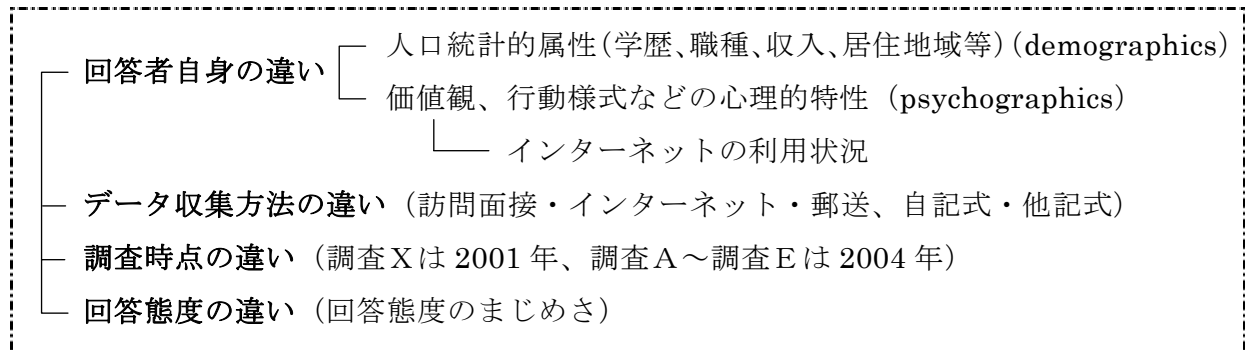 人口統計的属性(学歴、職種、収入、居住地域等)(demographics)
回答者自身の違い
価値観、行動様式などの心理的特性 (psychographics)
インターネットの利用状況
データ収集方法の違い (訪問面接・インターネット・郵送、自記式・他記式)
調査時点の違い (調査Xは 2001 年、調査A～調査Eは 2004 年)
回答態度の違い (回答態度のまじめさ)